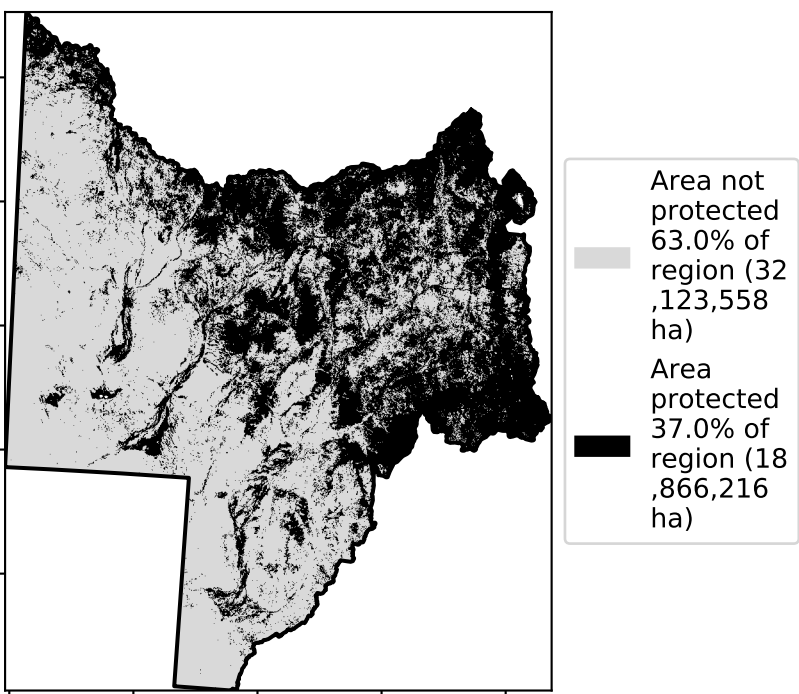 Area not
protected
63.0% of
region (32
,123,558
ha)
Area
protected
37.0% of
region (18
,866,216
ha)